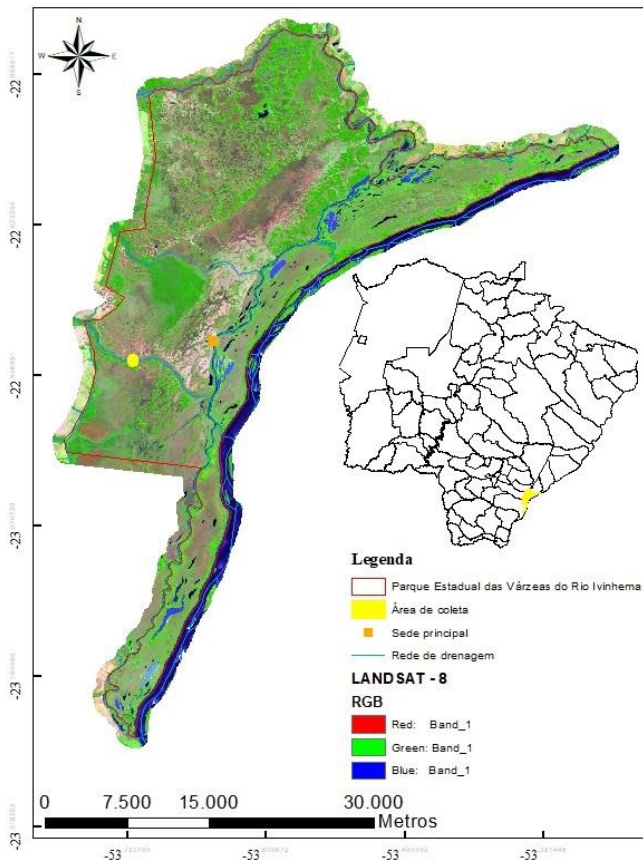 N
W E
S
-22
-22
-22
-23
-23
-23
Legenda
Parque Estadual das Várzeas do Rio Ivinhema
Área de coleta
Sede principal
Rede de drenagem
LANDSAT - 8
RGB
Red: Band_1
Green: Band_1
Blue: Band_1
0 7.500 15.000 30.000
Metros
-53 -53 -53 -53